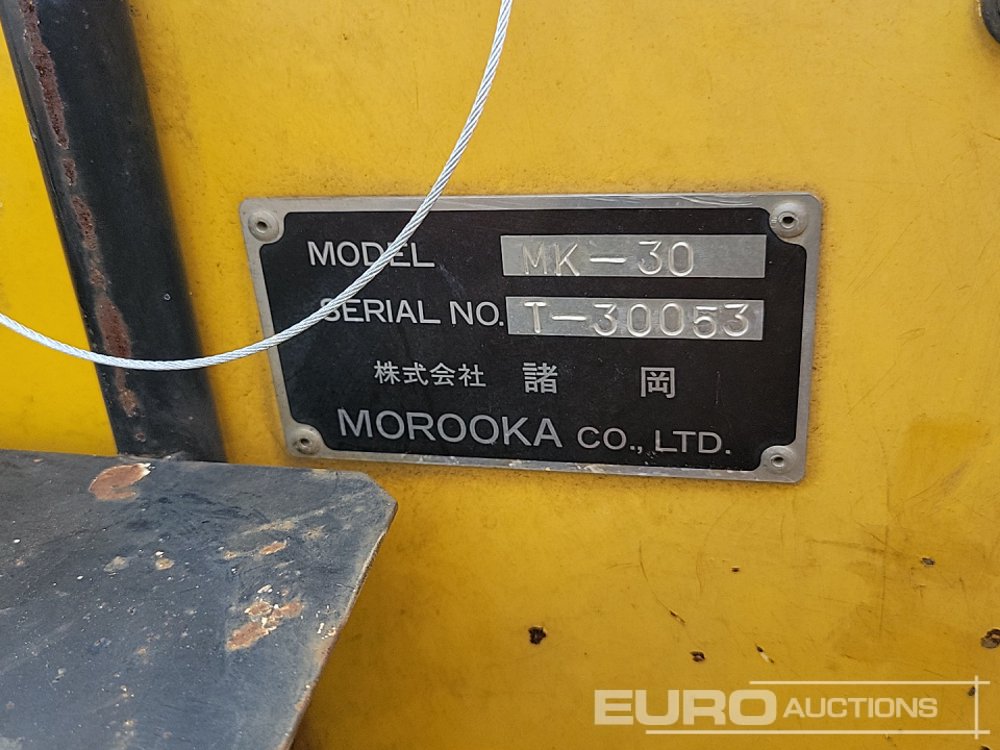 MODEL MK-30
SERIAL NO. T-30053
株式会社 諸 岡
MOROOKA CO., LTD.
EURO AUCTIONS